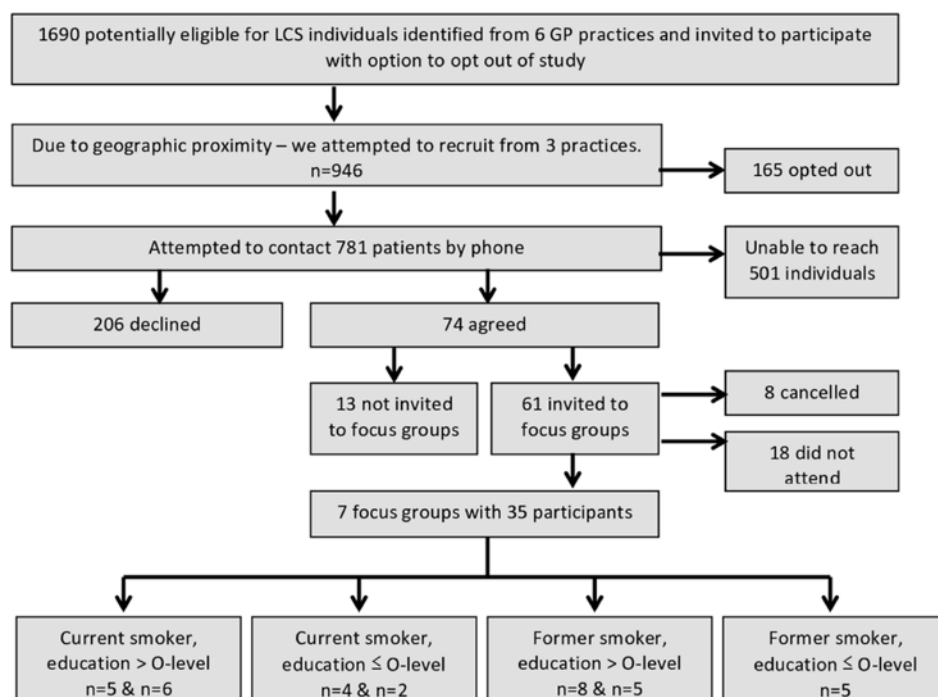 1690 potentially eligible for LCS individuals identified from 6 GP practices and invited to participate
with option to opt out of study
Due to geographic proximity – we attempted to recruit from 3 practices.
n=946
165 opted out
Attempted to contact 781 patients by phone
Unable to reach
501 individuals
206 declined
74 agreed
13 not invited
to focus groups
61 invited to
focus groups
8 cancelled
18 did not
attend
7 focus groups with 35 participants
Current smoker,
education > O-level
n=5 & n=6
Current smoker,
education ≤ O-level
n=4 & n=2
Former smoker,
education > O-level
n=8 & n=5
Former smoker,
education ≤ O-level
n=5